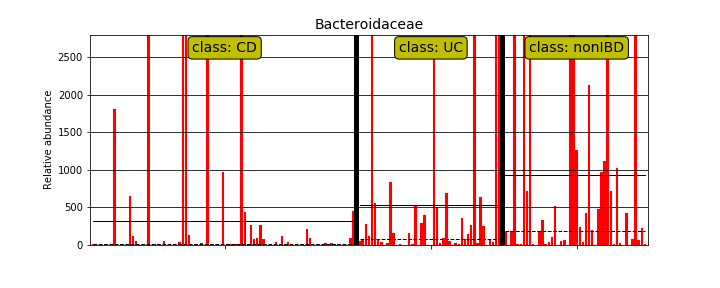 Bacteroidaceae
class: CD
class: UC
class: nonIBD
Relative abundance
2500
2000
1500
1000
500
0